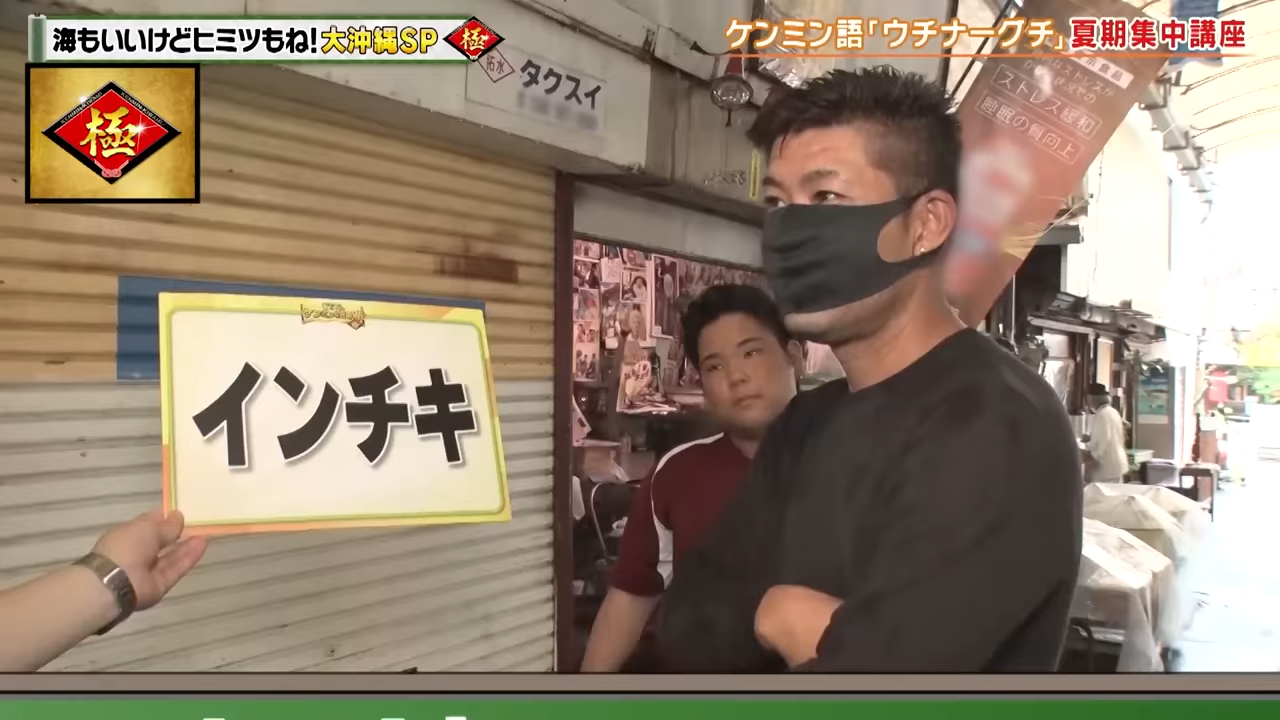 海もいいけどヒミツもね!大沖縄SP 極
ケンミン語「ウチナーグチ」夏期集中講座
極
拓水
タクスイ
ストレス緩和
睡眠の質向上
インチキ